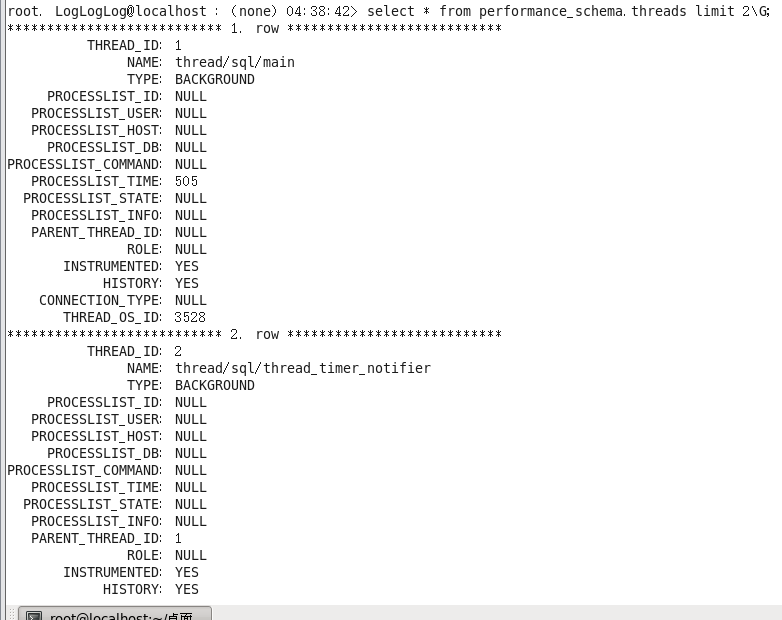 root. LogLogLog@localhost : (none) 04:38:42> select * from performance_schema.threads limit 2\G;
*************************** 1. row ***************************
THREAD_ID: 1
NAME: thread/sql/main
TYPE: BACKGROUND
PROCESSLIST_ID: NULL
PROCESSLIST_USER: NULL
PROCESSLIST_HOST: NULL
PROCESSLIST_DB: NULL
PROCESSLIST_COMMAND: NULL
PROCESSLIST_TIME: 505
PROCESSLIST_STATE: NULL
PROCESSLIST_INFO: NULL
PARENT_THREAD_ID: NULL
ROLE: NULL
INSTRUMENTED: YES
HISTORY: YES
CONNECTION_TYPE: NULL
THREAD_OS_ID: 3528
*************************** 2. row ***************************
THREAD_ID: 2
NAME: thread/sql/thread_timer_notifier
TYPE: BACKGROUND
PROCESSLIST_ID: NULL
PROCESSLIST_USER: NULL
PROCESSLIST_HOST: NULL
PROCESSLIST_DB: NULL
PROCESSLIST_COMMAND: NULL
PROCESSLIST_TIME: NULL
PROCESSLIST_STATE: NULL
PROCESSLIST_INFO: NULL
PARENT_THREAD_ID: 1
ROLE: NULL
INSTRUMENTED: YES
HISTORY: YES
root@localhost:~/桌面